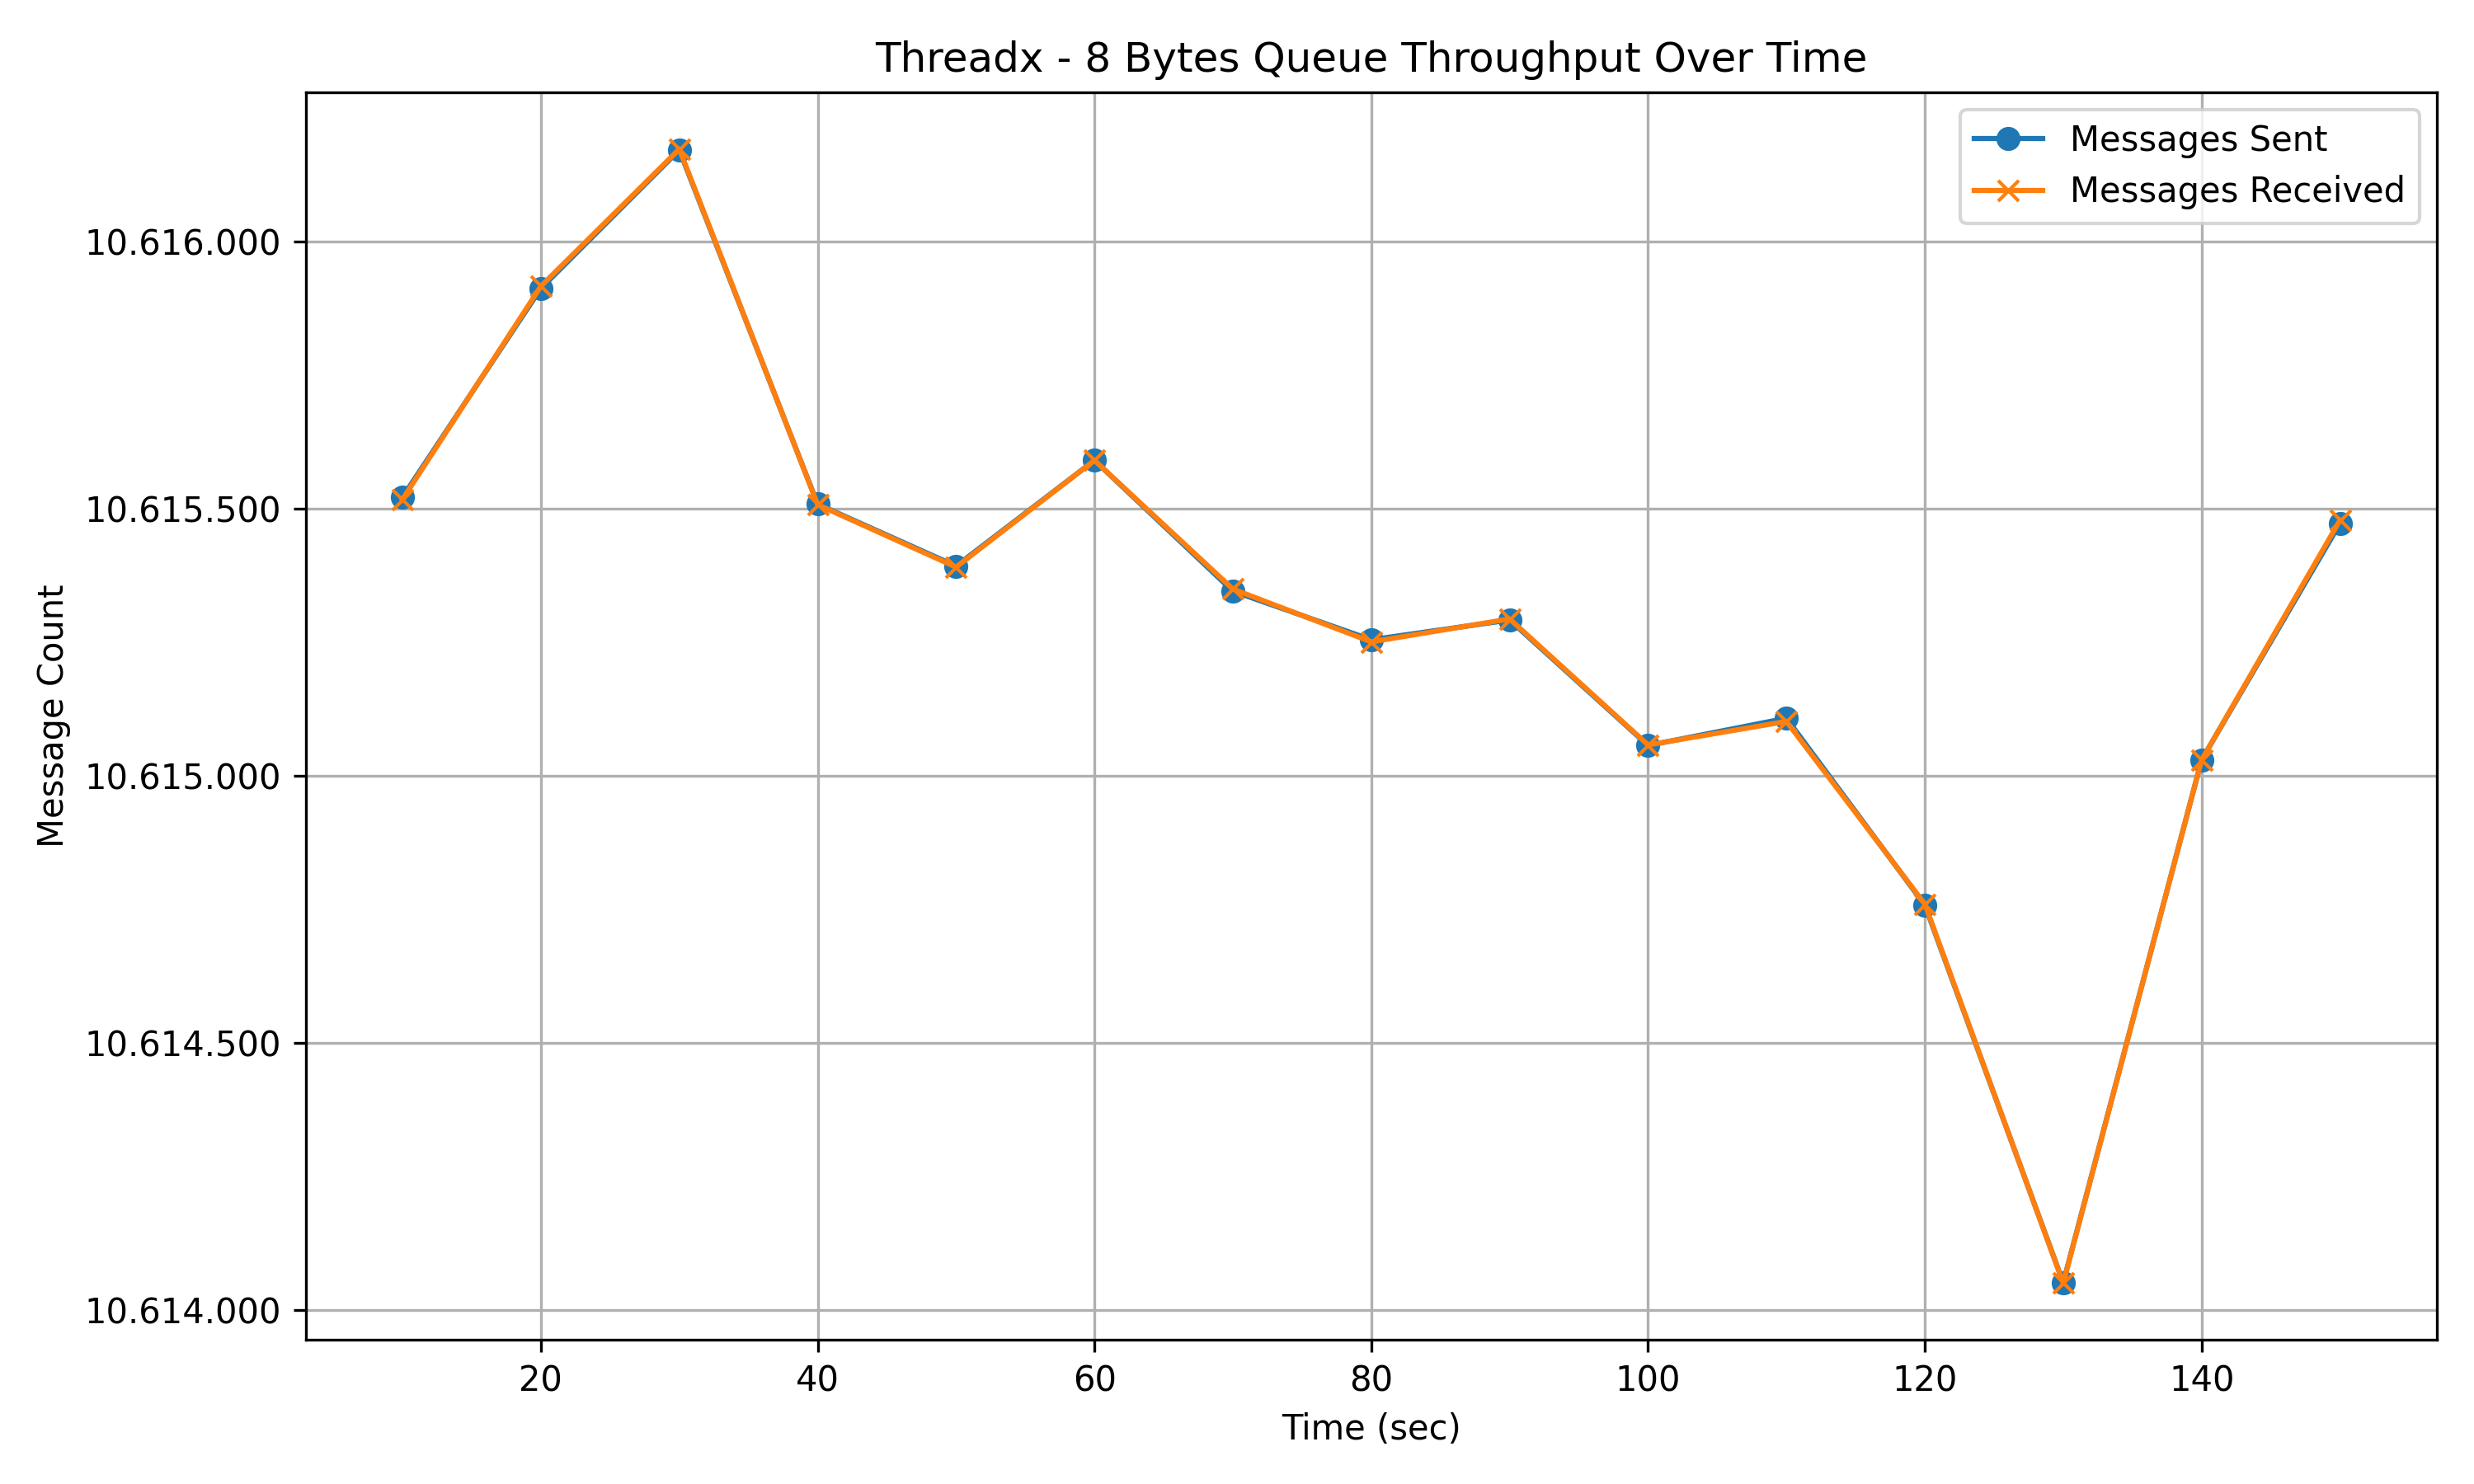 Threadx - 8 Bytes Queue Throughput Over Time
Messages Sent
Messages Received
Message Count
10.616.000
10.615.500
10.615.000
10.614.500
10.614.000
20 40 60 80 100 120 140
Time (sec)